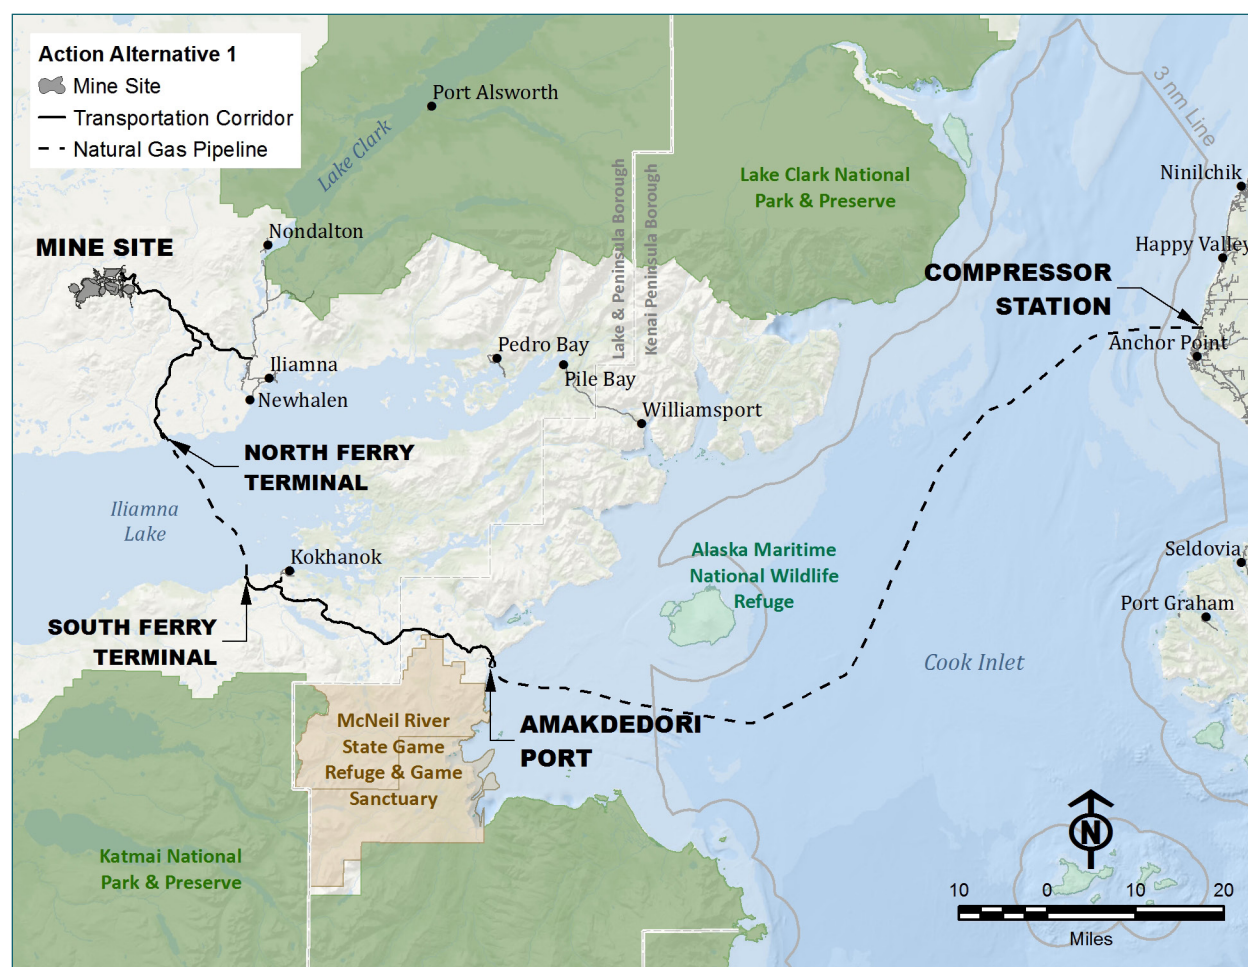 Action Alternative 1
Mine Site
Transportation Corridor
Natural Gas Pipeline
Port Alsworth
Lake Clark
3 nm Line
Lake Clark National
Park & Preserve
Ninilchik
Lake & Peninsula Borough
Kenai Peninsula Borough
Nondalton
MINE SITE
Happy Valley
COMPRESSOR
STATION
Anchor Point
Pedro Bay
Iliamna
Pile Bay
Newhalen
Williamsport
NORTH FERRY
TERMINAL
Iliamna
Lake
Kokhanok
Alaska Maritime
National Wildlife
Refuge
Seldovia
Port Graham
SOUTH FERRY
TERMINAL
Cook Inlet
McNeil River
State Game
Refuge & Game
Sanctuary
AMAKDEDORI
PORT
Katmai National
Park & Preserve
N
10 0 10 20
Miles